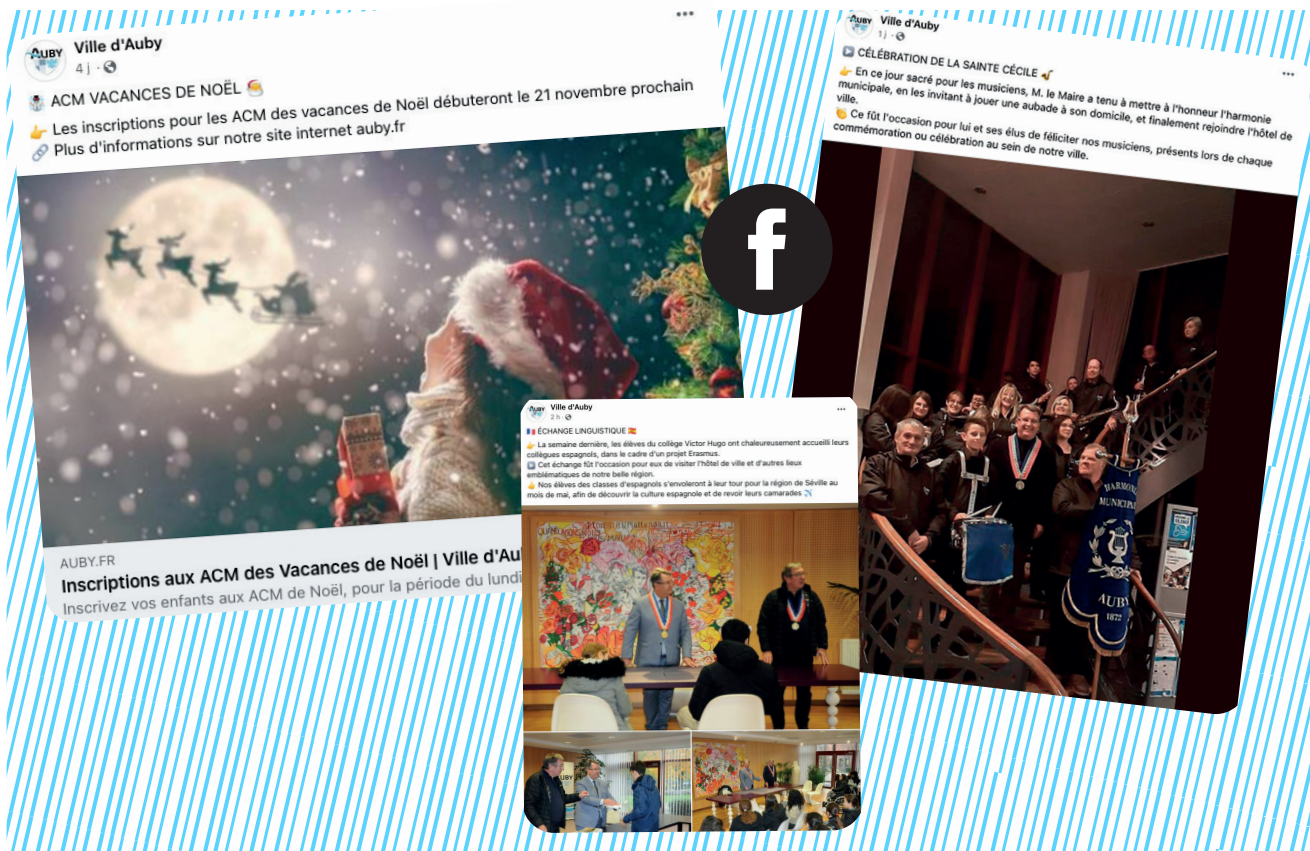 AUBY
Ville d'Auby
4 j
ACM VACANCES DE NOËL
Les inscriptions pour les ACM des vacances de Noël débuteront le 21 novembre prochain
Plus d'informations sur notre site internet auby.fr
AUBY.FR
Inscriptions aux ACM des Vacances de Noël | Ville d'Au
Inscrivez vos enfants aux ACM de Noël, pour la période du lundi
f
AUBY
Ville d'Auby
1 j
CÉLÉBRATION DE LA SAINTE CÉCILE
En ce jour sacré pour les musiciens, M. le Maire a tenu à mettre à l'honneur l'harmonie
municipale, en les invitant à jouer une aubade à son domicile, et finalement rejoindre l'hôtel de
ville.
Ce fût l'occasion pour lui et ses élus de féliciter nos musiciens, présents lors de chaque
commémoration ou célébration au sein de notre ville.
HARMONIE
MUNICIPALE
AUBY
1872
AUBY
Ville d'Auby
2 h
ÉCHANGE LINGUISTIQUE
La semaine dernière, les élèves du collège Victor Hugo ont chaleureusement accueilli leurs
collègues espagnols, dans le cadre d'un projet Erasmus.
Cet échange fût l'occasion pour eux de visiter l'hôtel de ville et d'autres lieux
emblématiques de notre belle région.
Nos élèves des classes d'espagnols s'envoleront à leur tour pour la région de Séville au
mois de mai, afin de découvrir la culture espagnole et de revoir leurs camarades